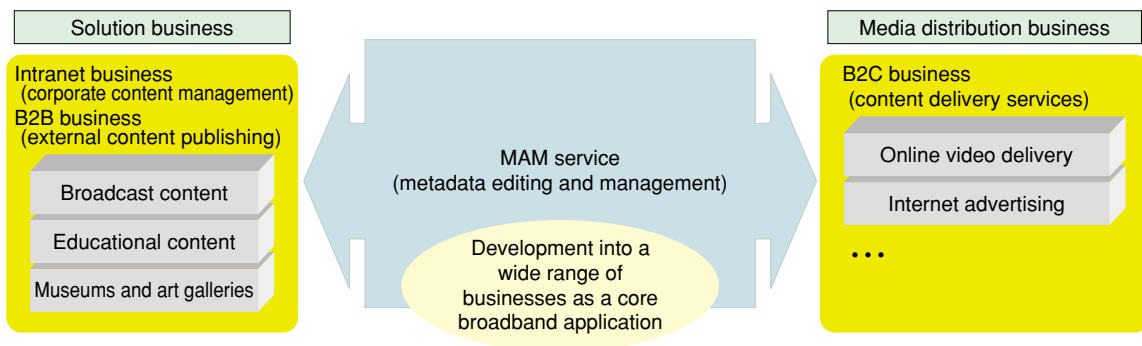 Solution business
Intranet business
(corporate content management)
B2B business
(external content publishing)
Broadcast content
Educational content
Museums and art galleries
MAM service
(metadata editing and management)
Development into a
wide range of
businesses as a core
broadband application
Media distribution business
B2C business
(content delivery services)
Online video delivery
Internet advertising
...